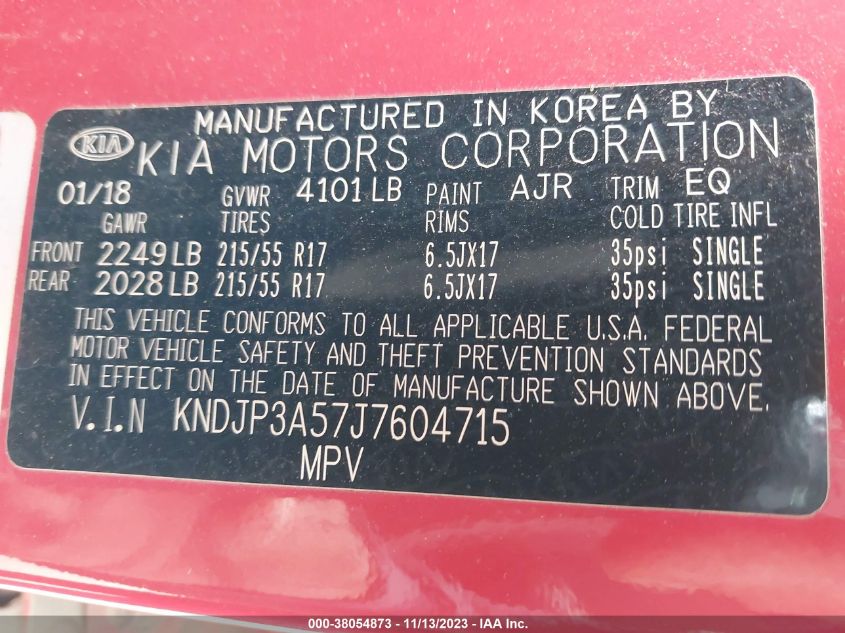 MANUFACTURED IN KOREA BY
KIA KIA MOTORS CORPORATION
01/18 GVWR 4101 LB PAINT AJR TRIM EQ
GAWR TIRES RIMS COLD TIRE INFL
FRONT 2249 LB 215/55 R17 6.5JX17 35psi SINGLE
REAR 2028 LB 215/55 R17 6.5JX17 35psi SINGLE
THIS VEHICLE CONFORMS TO ALL APPLICABLE U.S.A. FEDERAL
MOTOR VEHICLE SAFETY AND THEFT PREVENTION STANDARDS
IN EFFECT ON THE DATE OF MANUFACTURE SHOWN ABOVE.
V.I.N KNDJP3A57J7604715
MPV
000-38054873 - 11/13/2023 - IAA Inc.